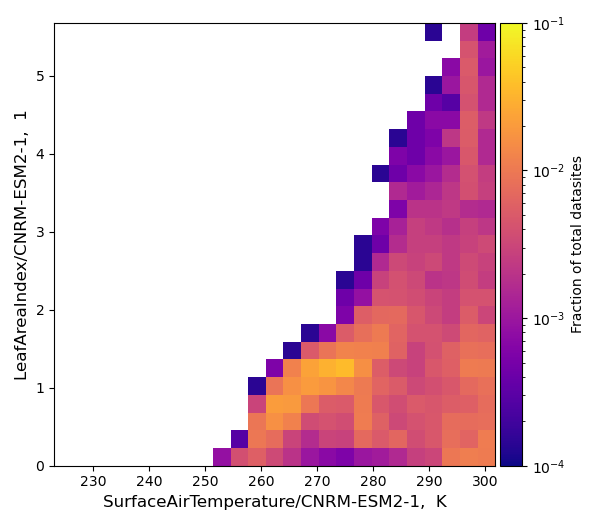 LeafAreaIndex/CNRM-ESM2-1,  1
5
4
3
2
1
0
230 240 250 260 270 280 290 300
SurfaceAirTemperature/CNRM-ESM2-1,  K
10⁻¹
10⁻²
10⁻³
10⁻⁴
Fraction of total datasites